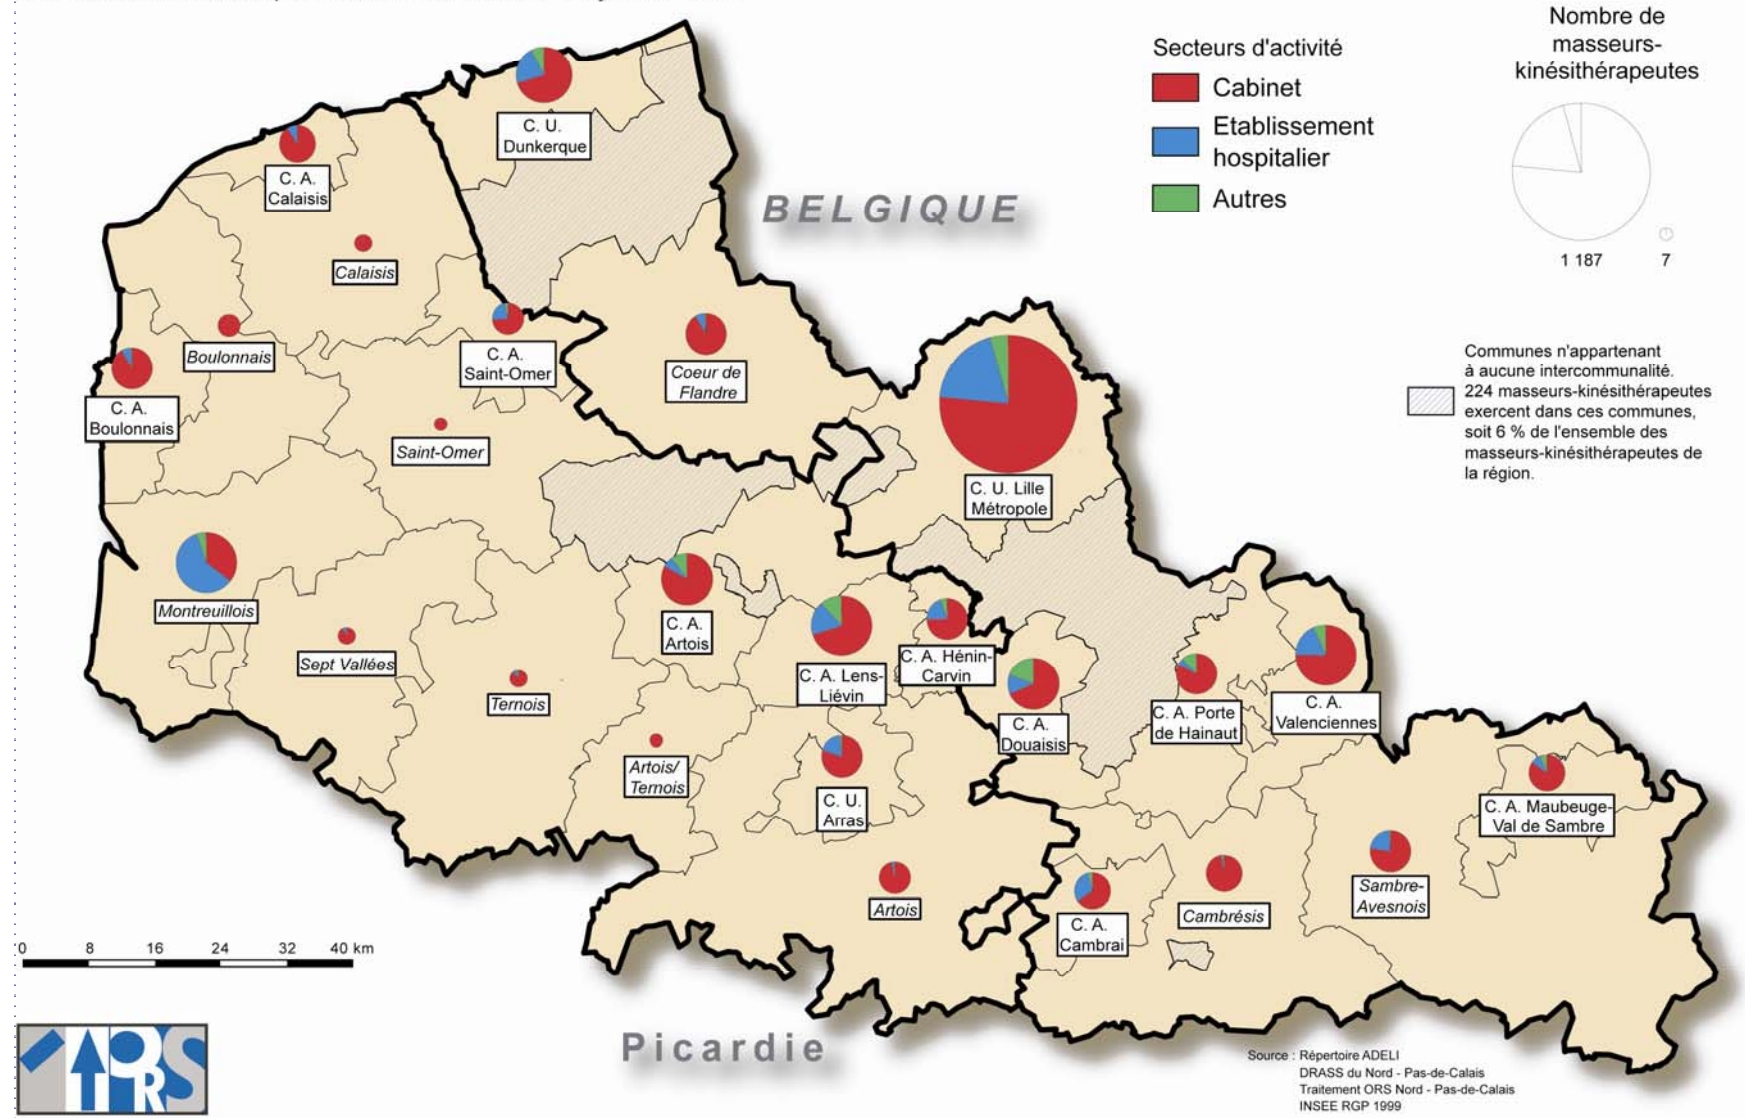 Nombre de
masseurs-
kinésithérapeutes
Secteurs d'activité
Cabinet
Etablissement
hospitalier
Autres
1 187
7
C. U.
Dunkerque
C. A.
Calaisis
BELGIQUE
Calaisis
Boulonnais
C. A.
Saint-Omer
Coeur de
Flandre
C. A.
Boulonnais
Saint-Omer
C. U. Lille
Métropole
Communes n'appartenant
à aucune intercommunalité.
224 masseurs-kinésithérapeutes
exercent dans ces communes,
soit 6 % de l'ensemble des
masseurs-kinésithérapeutes de
la région.
Montreuillois
Sept Vallées
Ternois
C. A.
Artois
C. A. Lens-
Liévin
C. A. Hénin-
Carvin
C. A.
Douaisis
C. A. Porte
de Hainaut
C. A.
Valenciennes
Artois/
Ternois
C. U.
Arras
C. A. Maubeuge-
Val de Sambre
Artois
C. A.
Cambrai
Cambrésis
Sambre-
Avesnois
0 8 16 24 32 40 km
Picardie
ORS
Source : Répertoire ADELI
DRASS du Nord - Pas-de-Calais
Traitement ORS Nord - Pas-de-Calais
INSEE RGP 1999